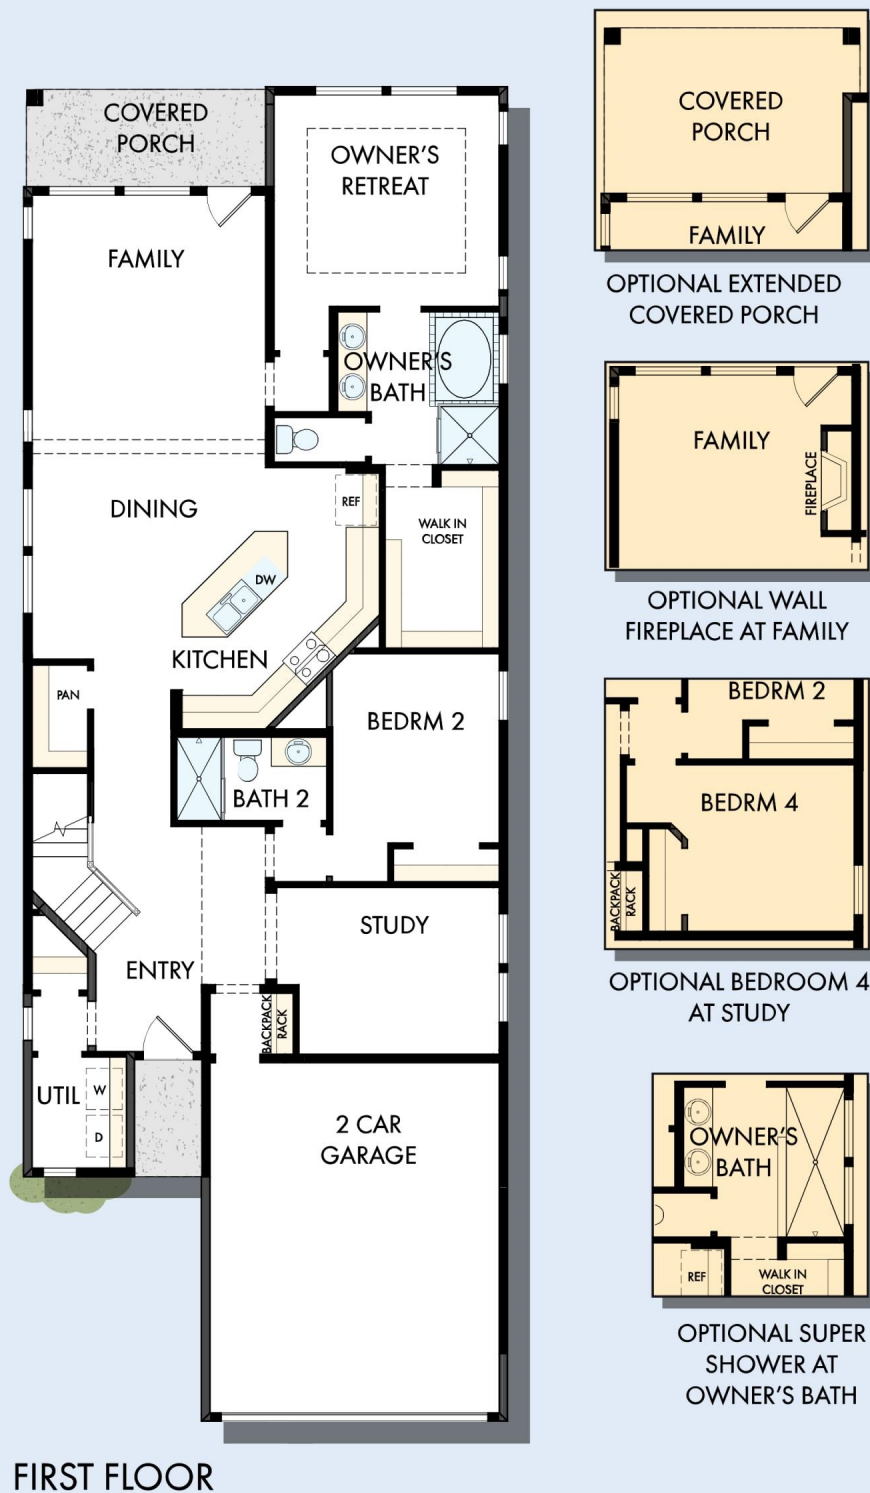 COVERED
PORCH
OWNER'S
RETREAT
FAMILY
OWNER'S
BATH
DINING
REF
WALK IN
CLOSET
DW
KITCHEN
PAN
BEDRM 2
BATH 2
STUDY
ENTRY
BACKPACK
RACK
UTIL
W
D
2 CAR
GARAGE
FIRST FLOOR
COVERED
PORCH
FAMILY
OPTIONAL EXTENDED
COVERED PORCH
FAMILY
FIREPLACE
OPTIONAL WALL
FIREPLACE AT FAMILY
BEDRM 2
BEDRM 4
BACKPACK
RACK
OPTIONAL BEDROOM 4
AT STUDY
OWNER'S
BATH
REF
WALK IN
CLOSET
OPTIONAL SUPER
SHOWER AT
OWNER'S BATH